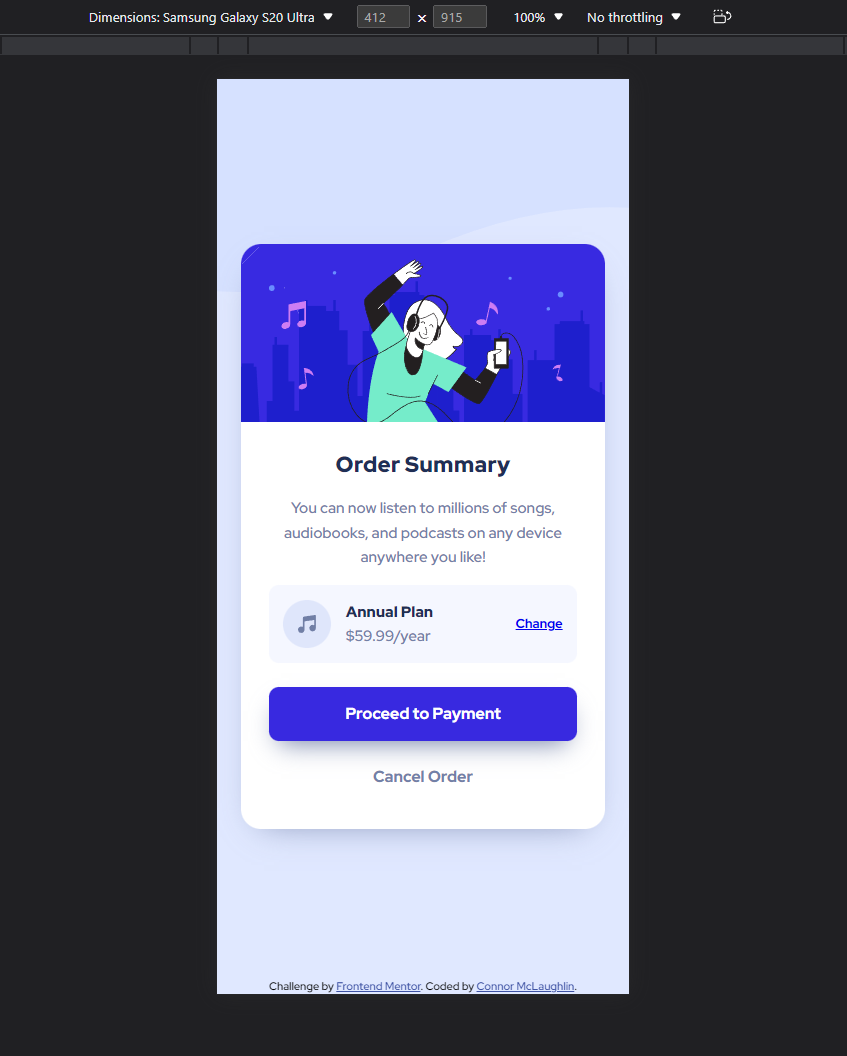 Dimensions: Samsung Galaxy S20 Ultra 412 × 915 100% No throttling
Order Summary
You can now listen to millions of songs,
audiobooks, and podcasts on any device
anywhere you like!
Annual Plan
$59.99/year
Change
Proceed to Payment
Cancel Order
Challenge by Frontend Mentor. Coded by Connor McLaughlin.